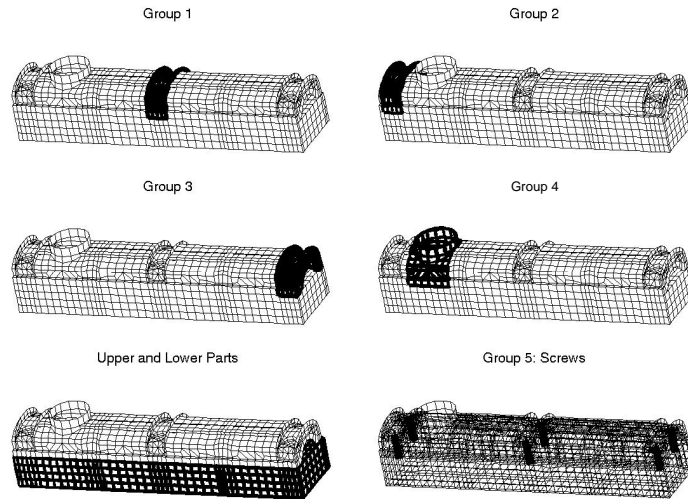 Group 1
Group 2
Group 3
Group 4
Upper and Lower Parts
Group 5: Screws